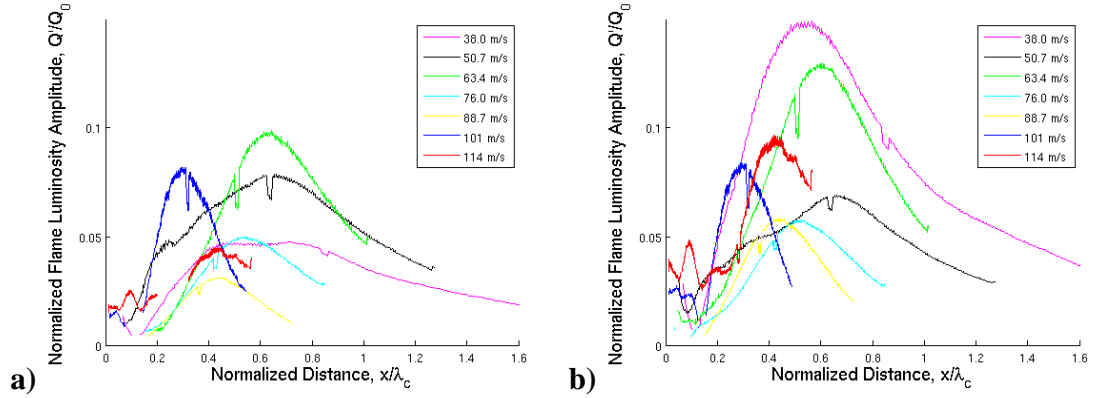 a)
Normalized Flame Luminosity Amplitude, Q'/Q0
0.1
0.05
0
0 0.2 0.4 0.6 0.8 1 1.2 1.4 1.6
Normalized Distance, x/λc
38.0 m/s
50.7 m/s
63.4 m/s
76.0 m/s
88.7 m/s
101 m/s
114 m/s
b)
Normalized Flame Luminosity Amplitude, Q'/Q0
0.1
0.05
0
0 0.2 0.4 0.6 0.8 1 1.2 1.4 1.6
Normalized Distance, x/λc
38.0 m/s
50.7 m/s
63.4 m/s
76.0 m/s
88.7 m/s
101 m/s
114 m/s